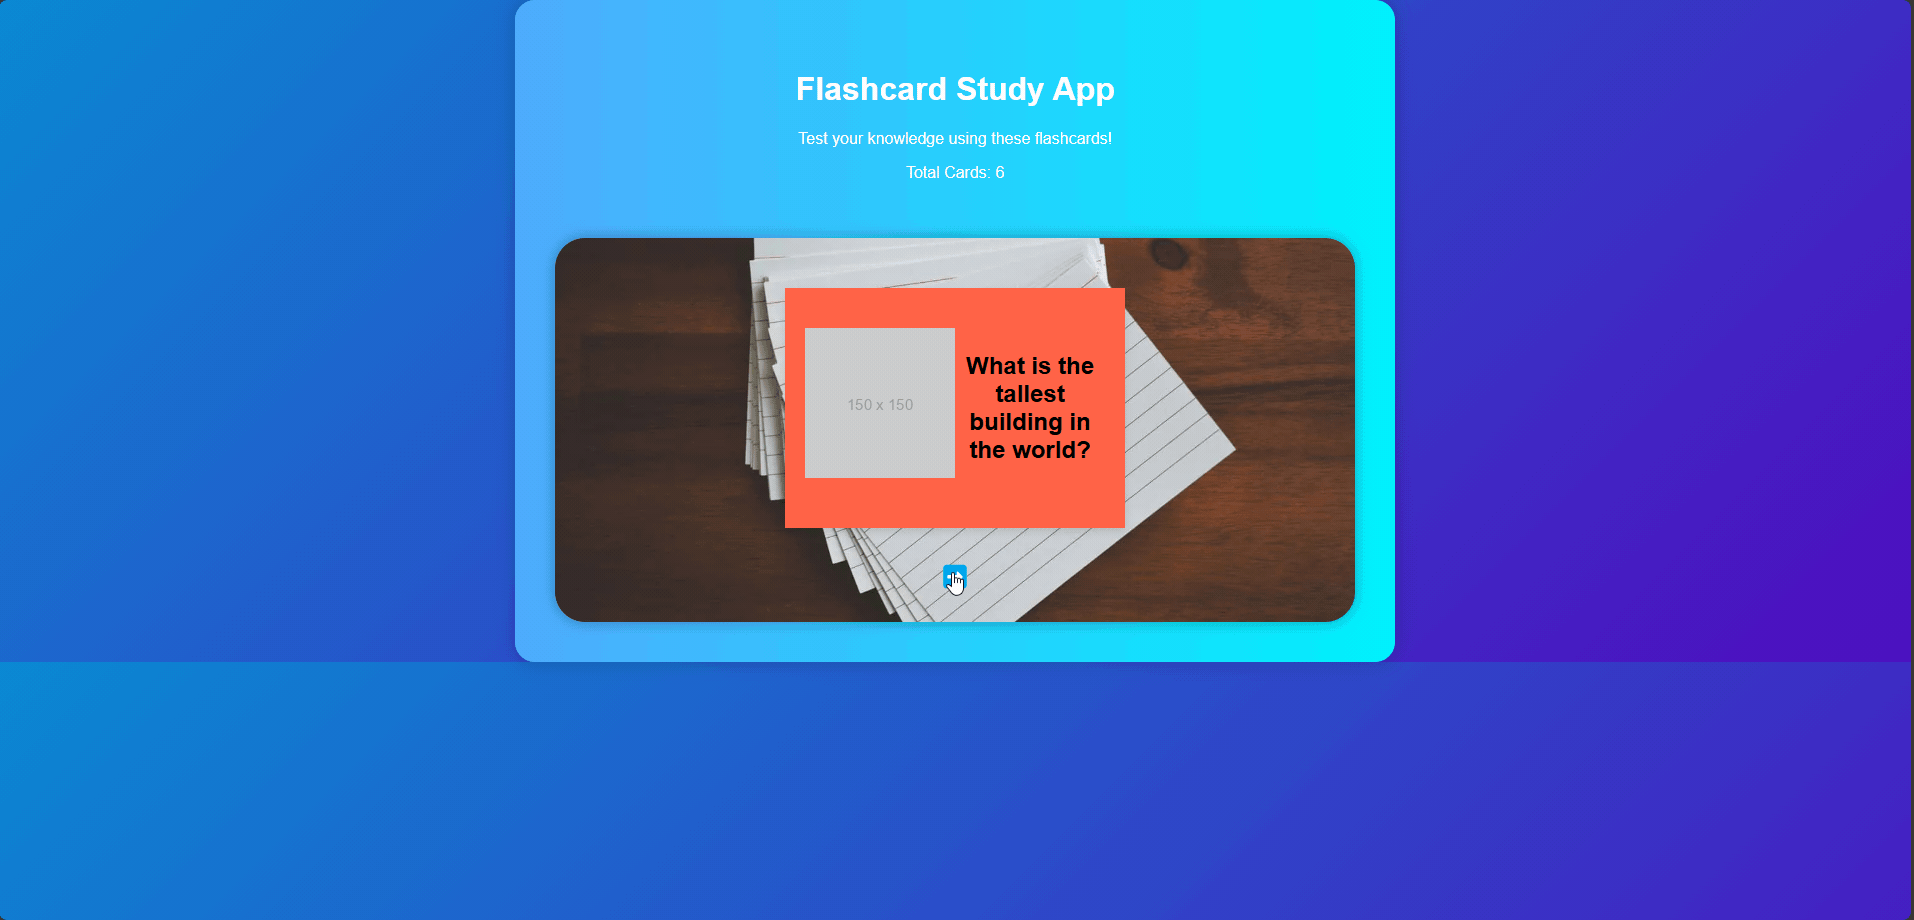 Flashcard Study App
Test your knowledge using these flashcards!
Total Cards: 6
150 x 150
What is the
tallest
building in
the world?